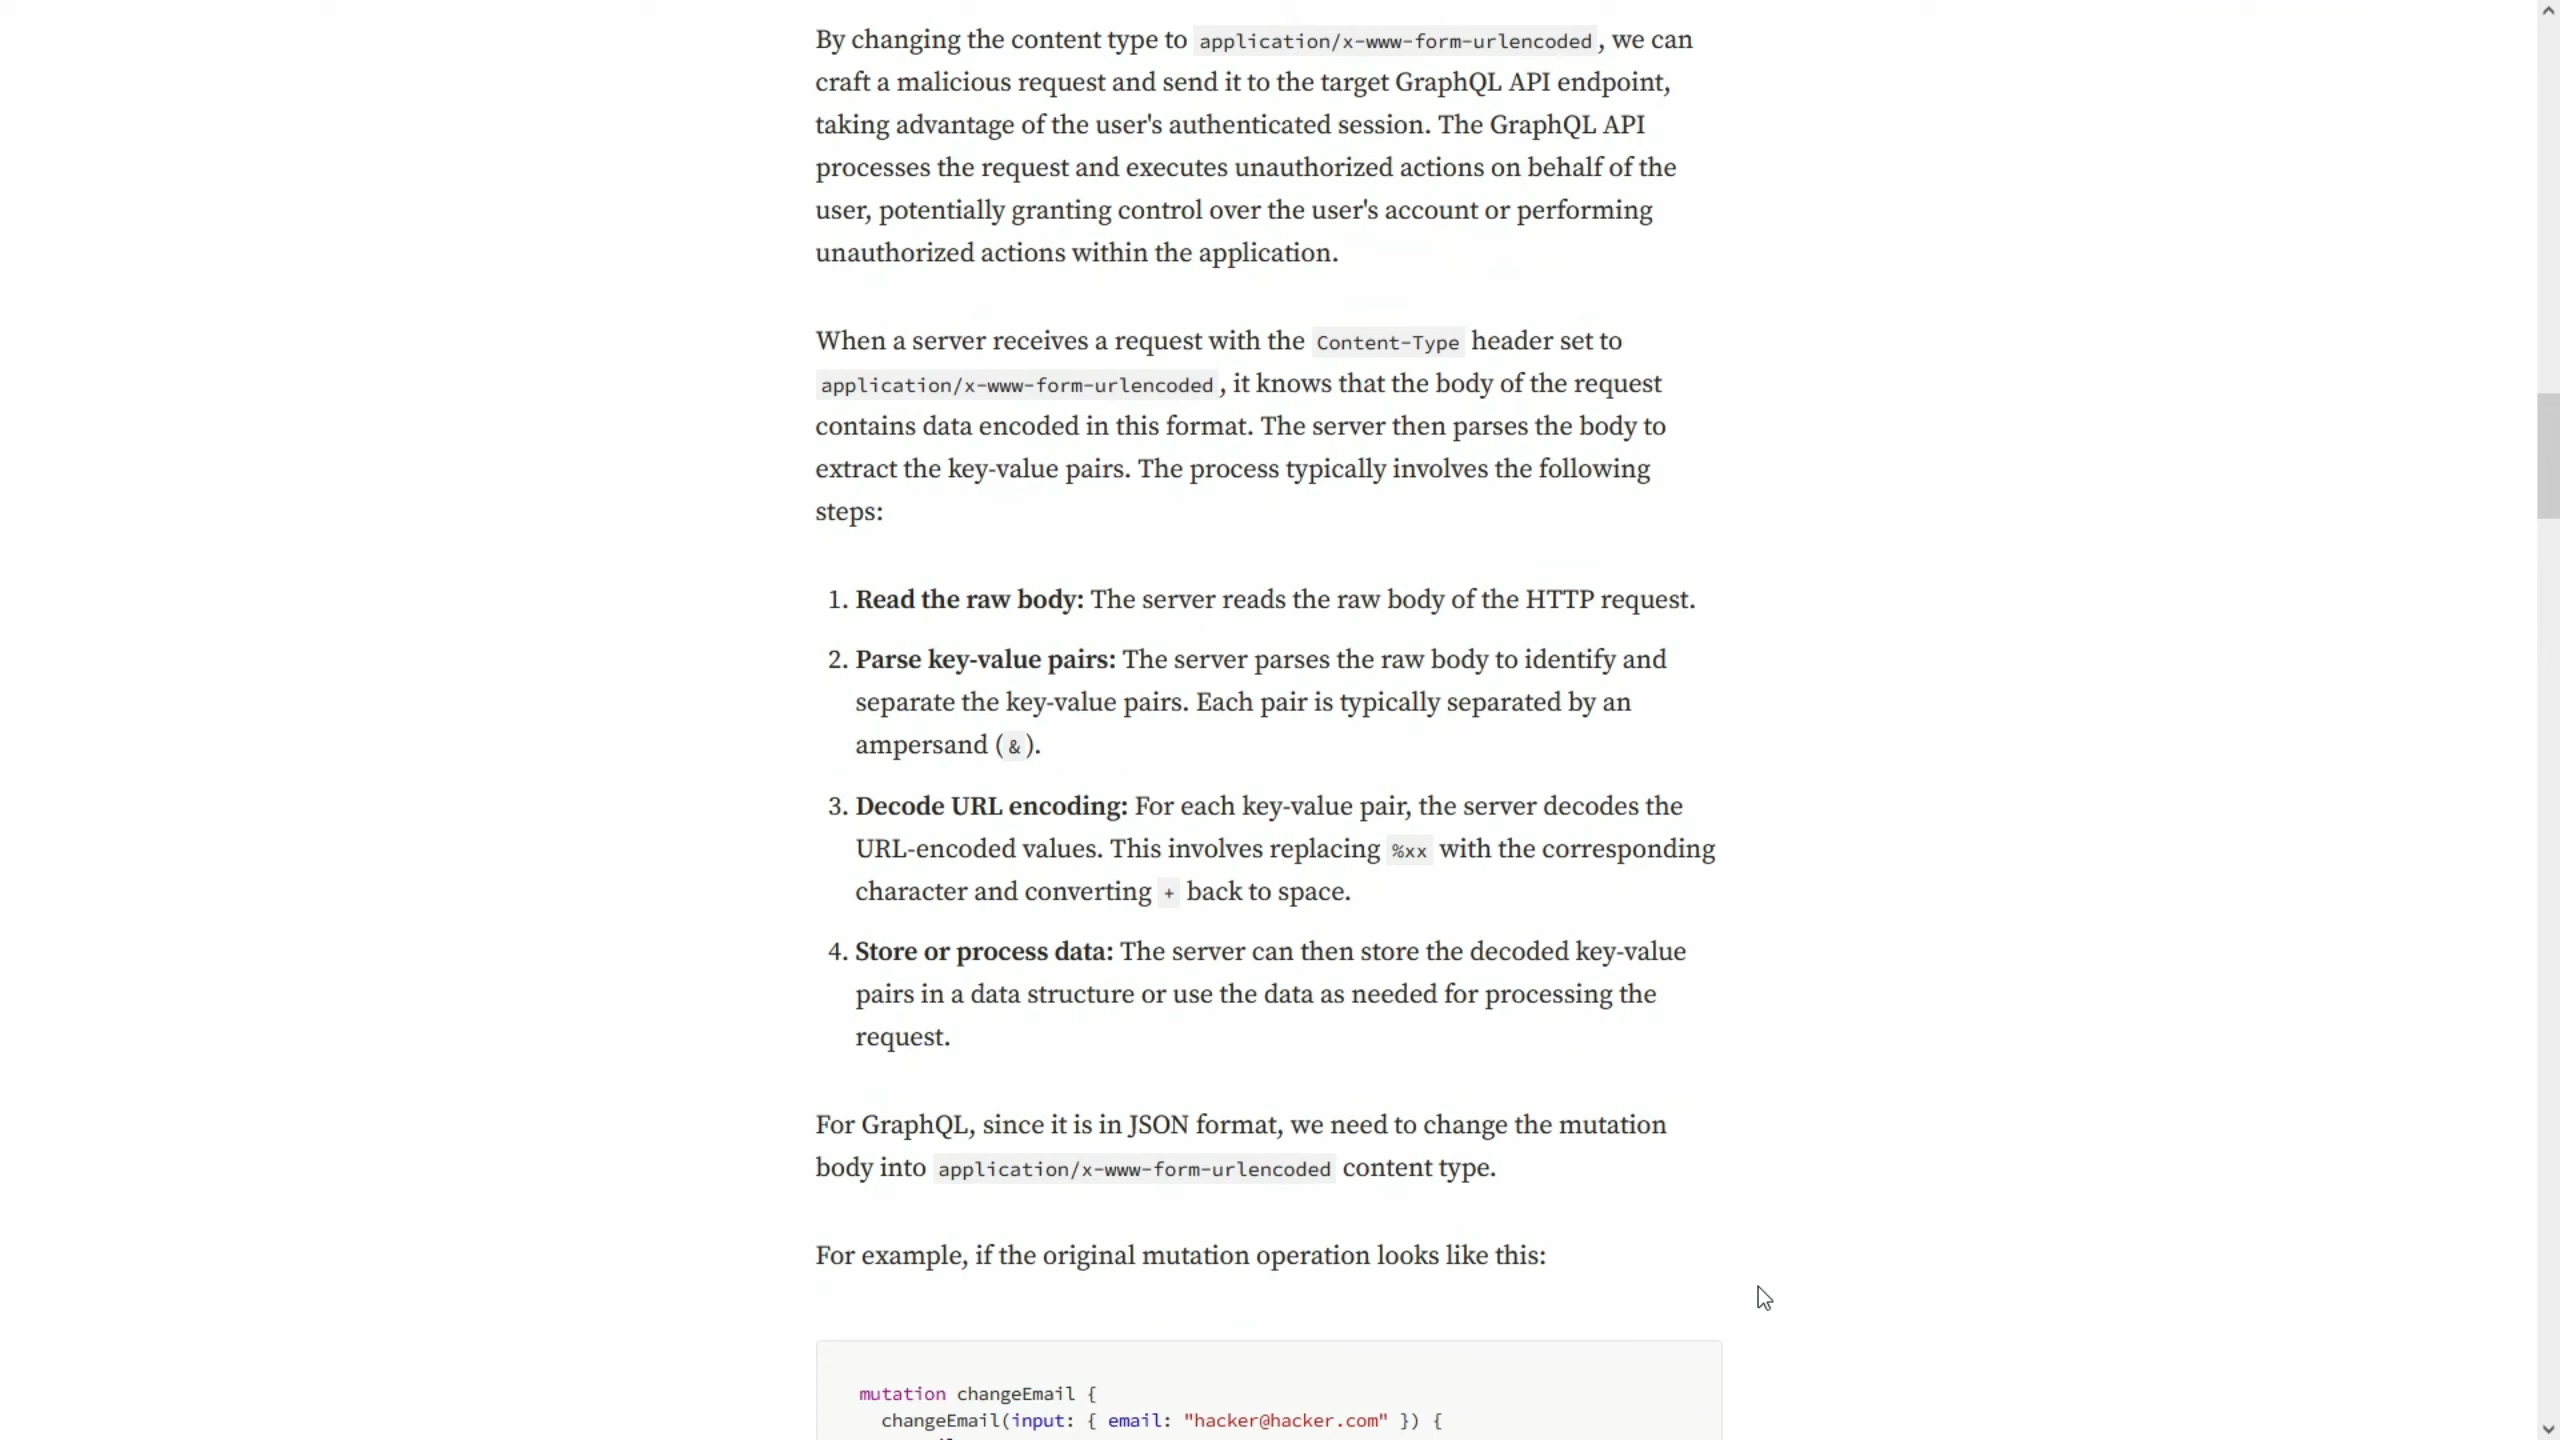 By changing the content type to application/x-www-form-urlencoded, we can
craft a malicious request and send it to the target GraphQL API endpoint,
taking advantage of the user's authenticated session. The GraphQL API
processes the request and executes unauthorized actions on behalf of the
user, potentially granting control over the user's account or performing
unauthorized actions within the application.
When a server receives a request with the Content-Type header set to
application/x-www-form-urlencoded, it knows that the body of the request
contains data encoded in this format. The server then parses the body to
extract the key-value pairs. The process typically involves the following
steps:
1. Read the raw body: The server reads the raw body of the HTTP request.
2. Parse key-value pairs: The server parses the raw body to identify and
separate the key-value pairs. Each pair is typically separated by an
ampersand (&).
3. Decode URL encoding: For each key-value pair, the server decodes the
URL-encoded values. This involves replacing %xx with the corresponding
character and converting + back to space.
4. Store or process data: The server can then store the decoded key-value
pairs in a data structure or use the data as needed for processing the
request.
For GraphQL, since it is in JSON format, we need to change the mutation
body into application/x-www-form-urlencoded content type.
For example, if the original mutation operation looks like this:
mutation changeEmail {
changeEmail(input: { email: "hacker@hacker.com" }) {